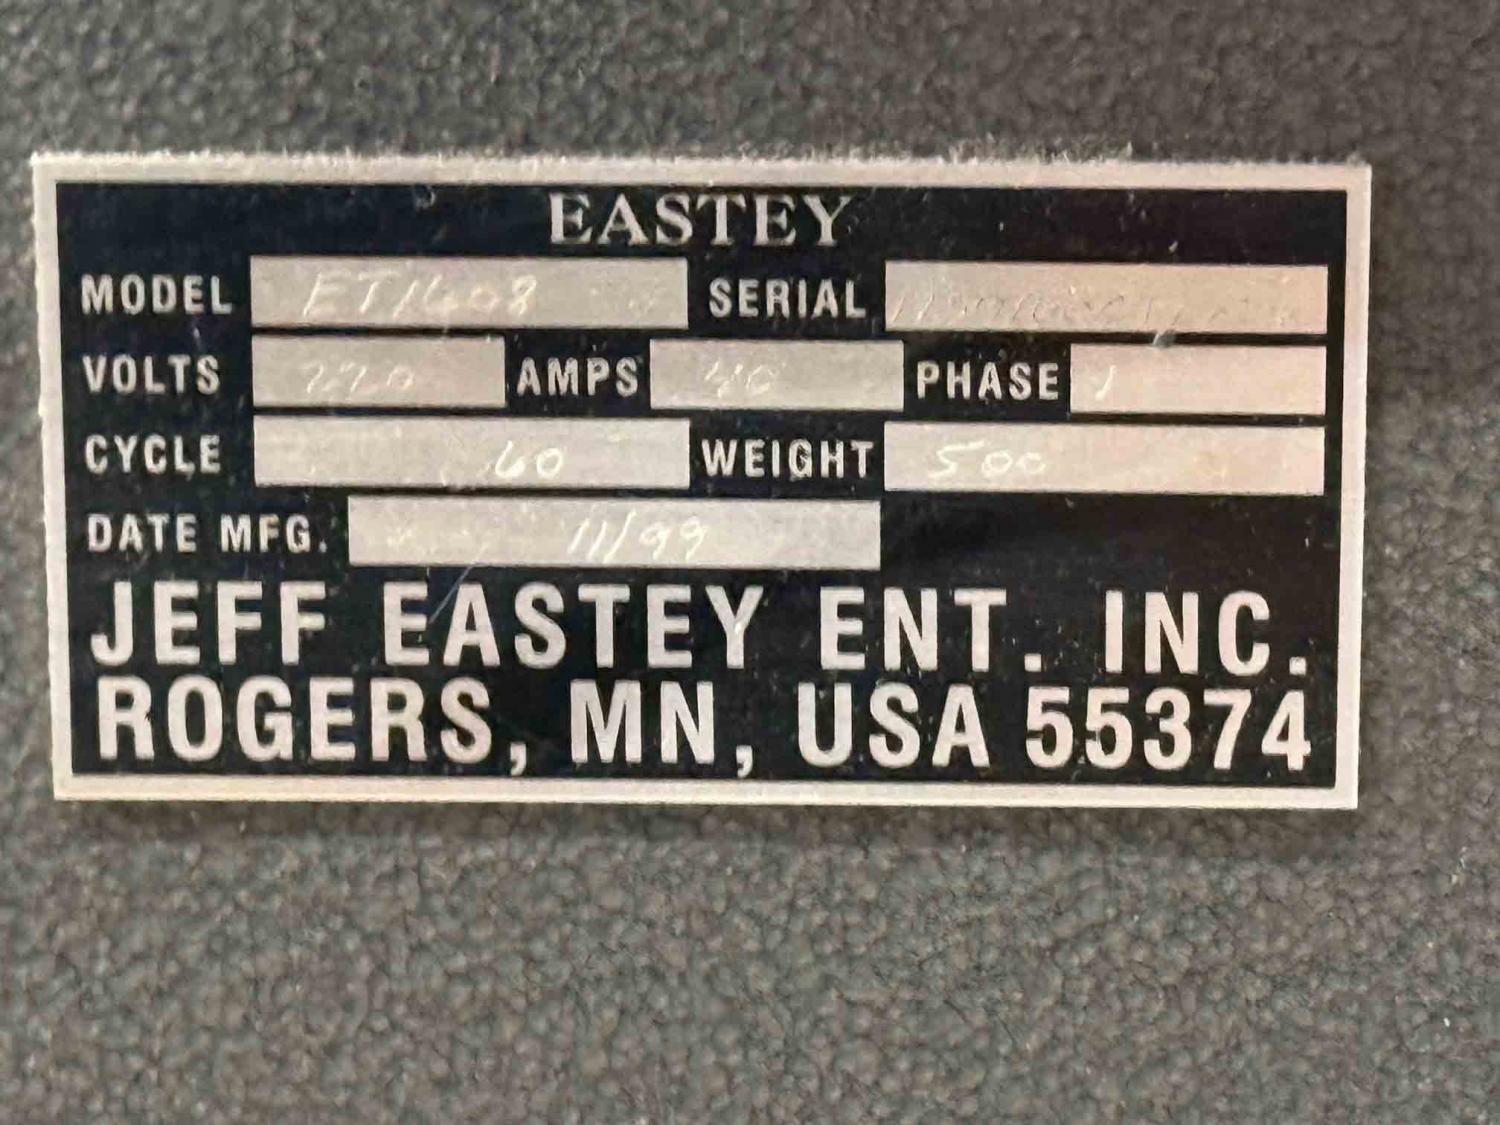 EASTEY
MODEL ET1608 SERIAL
VOLTS 220 AMPS 40 PHASE 1
CYCLE 60 WEIGHT 500
DATE MFG. 11/99
JEFF EASTEY ENT. INC.
ROGERS, MN, USA 55374